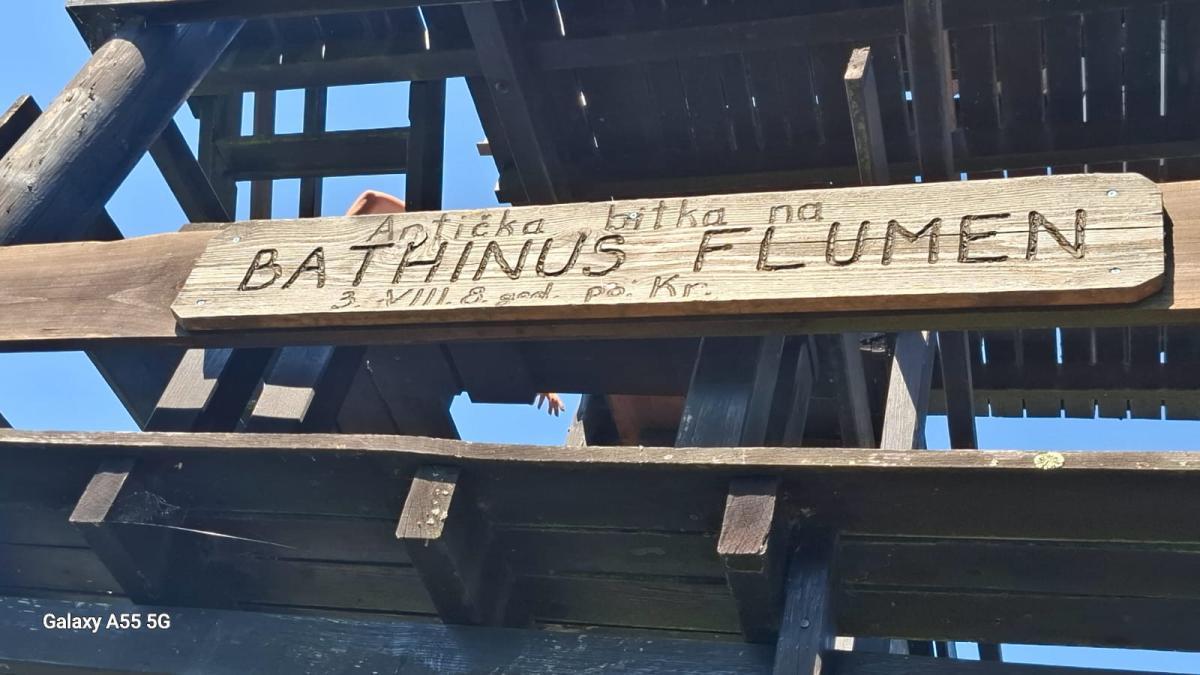 Antička bitka na
BATHINUS FLUMEN
3. VIII. 8. god. po. Kr.
Galaxy A55 5G